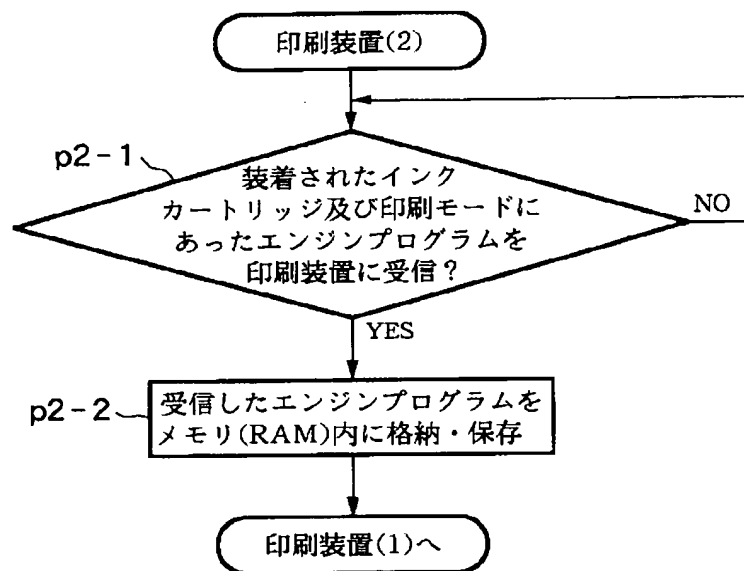 印刷装置(2)
p2-1
装着されたインク
カートリッジ及び印刷モードに
あったエンジンプログラムを
印刷装置に受信？
NO
YES
p2-2
受信したエンジンプログラムを
メモリ(RAM)内に格納・保存
印刷装置(1)へ